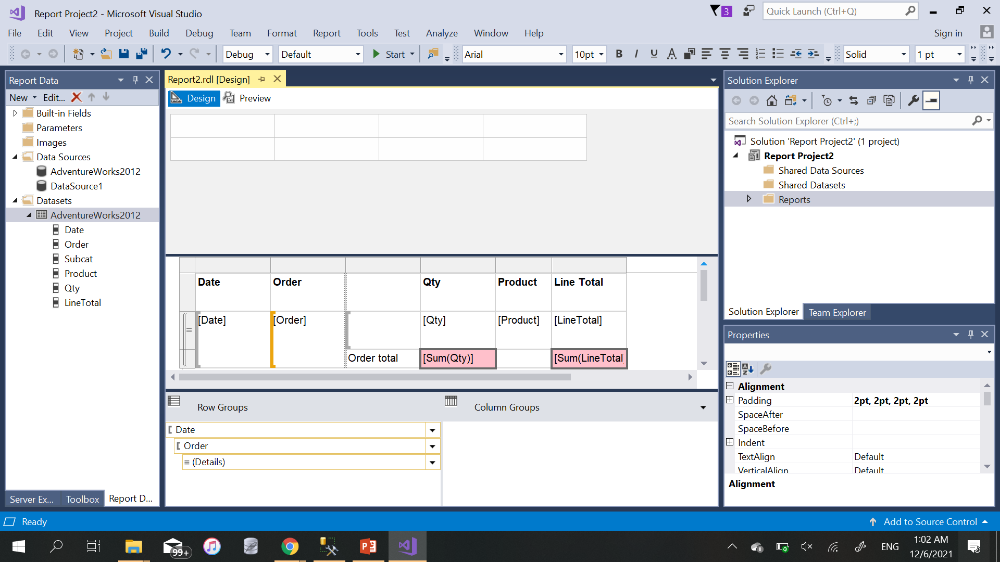 Report Project2 - Microsoft Visual Studio
3
Quick Launch (Ctrl+Q)
File Edit View Project Build Debug Team Format Report Tools Test Analyze Window Help
Sign in
Debug Default Start Arial 10pt B I U A Solid 1 pt
Report Data
New Edit...
Built-in Fields
Parameters
Images
Data Sources
AdventureWorks2012
DataSource1
Datasets
AdventureWorks2012
Date
Order
Subcat
Product
Qty
LineTotal
Server Ex... Toolbox Report D...
Report2.rdl [Design]
Design Preview
Date Order Qty Product Line Total
[Date] [Order] [Qty] [Product] [LineTotal]
Order total [Sum(Qty)] [Sum(LineTotal
Row Groups
Column Groups
Date
Order
(Details)
Solution Explorer
Search Solution Explorer (Ctrl+;)
Solution 'Report Project2' (1 project)
Report Project2
Shared Data Sources
Shared Datasets
Reports
Solution Explorer Team Explorer
Properties
Alignment
Padding 2pt, 2pt, 2pt, 2pt
SpaceAfter
SpaceBefore
Indent
TextAlign Default
VerticalAlign Default
Alignment
Ready
Add to Source Control
99+
ENG
1:02 AM
12/6/2021